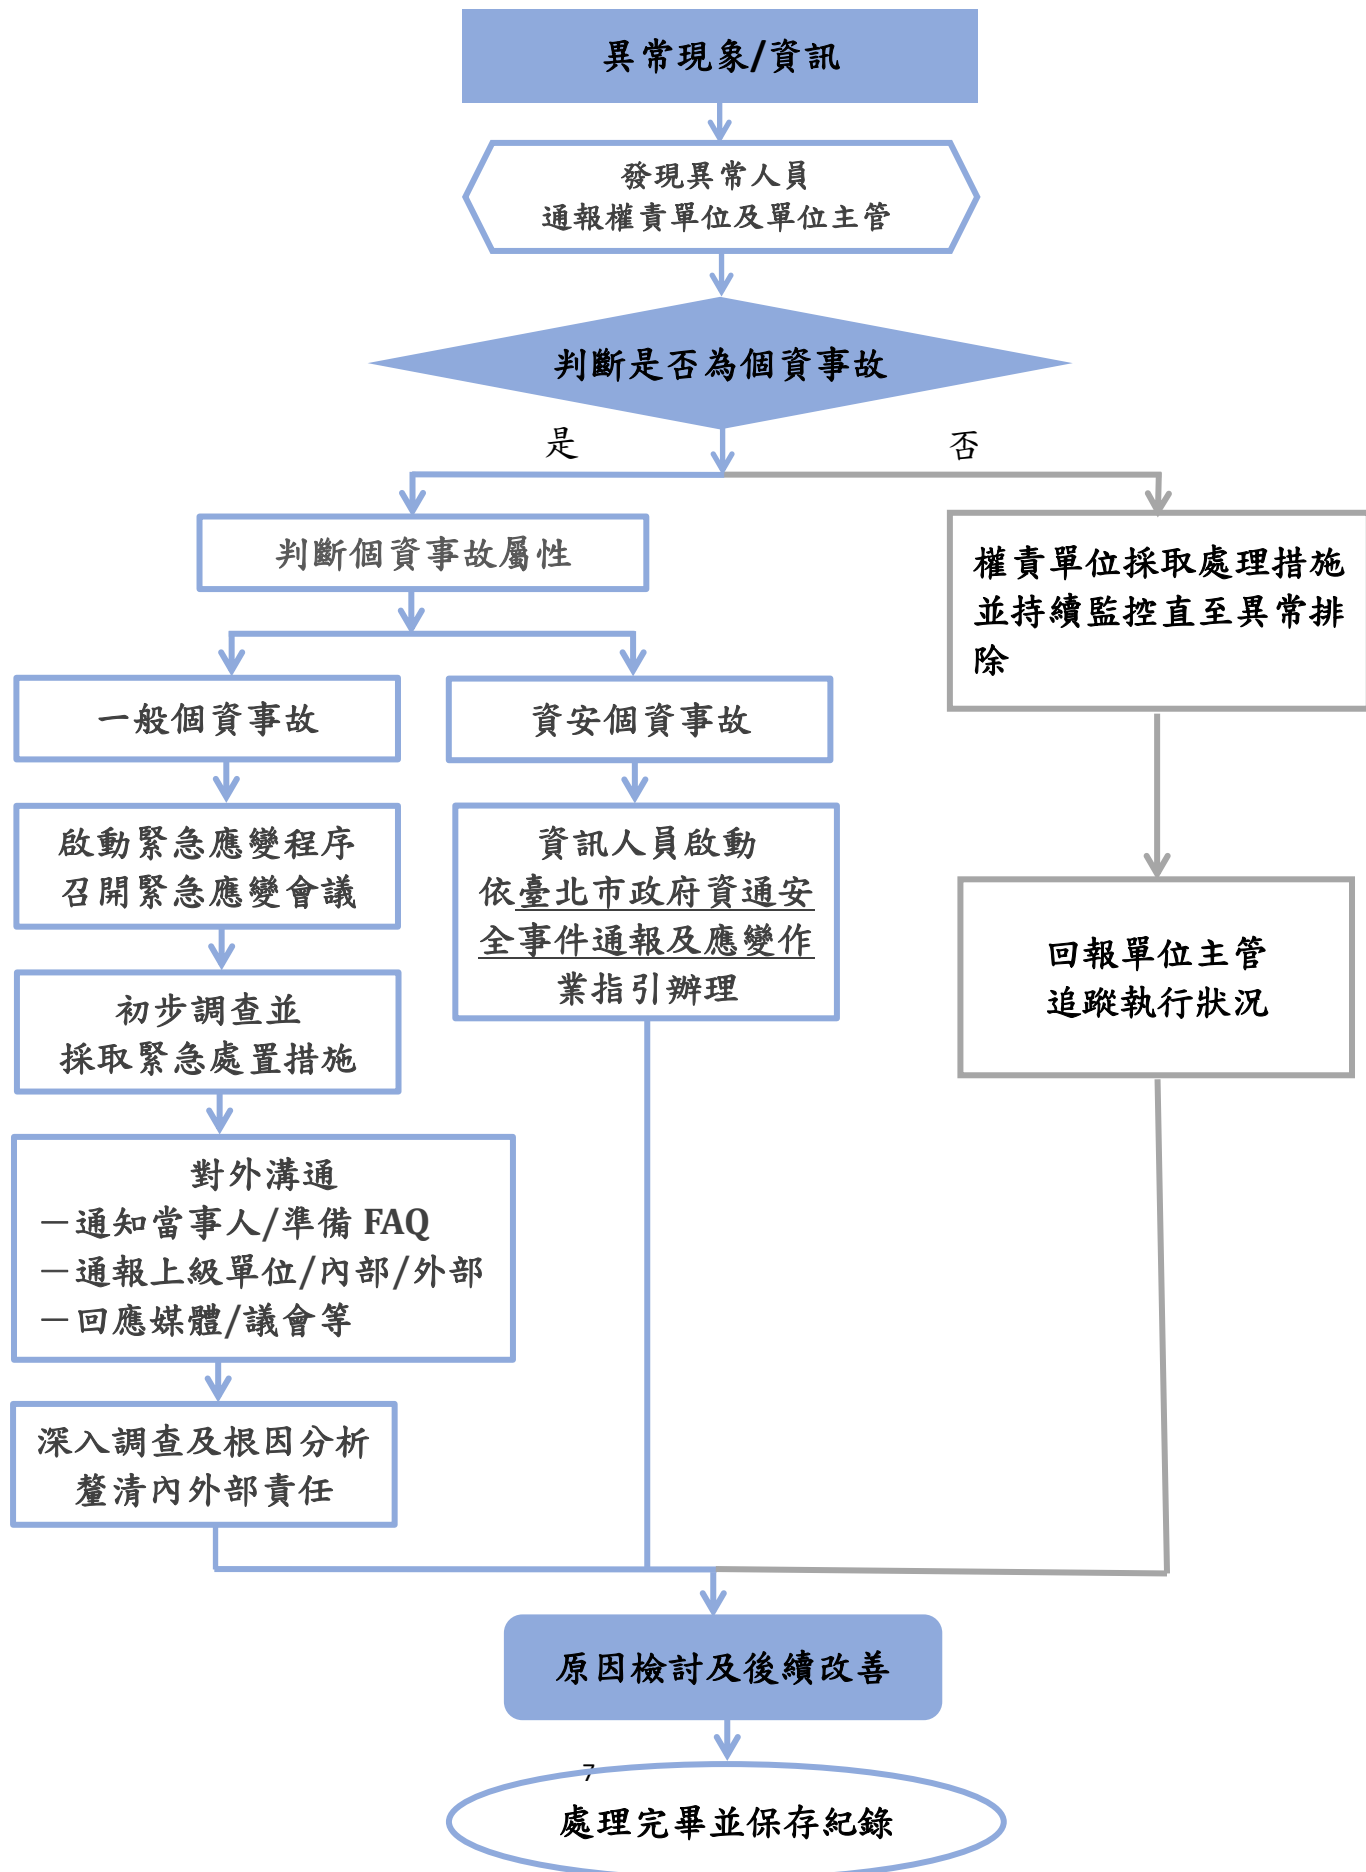 異常現象/資訊
發現異常人員
通報權責單位及單位主管
判斷是否為個資事故
是
否
判斷個資事故屬性
權責單位採取處理措施
並持續監控直至異常排
除
一般個資事故
資安個資事故
啟動緊急應變程序
召開緊急應變會議
資訊人員啟動
依臺北市政府資通安
全事件通報及應變作
業指引辦理
回報單位主管
追蹤執行狀況
初步調查並
採取緊急處置措施
對外溝通
－通知當事人/準備 FAQ
－通報上級單位/內部/外部
－回應媒體/議會等
深入調查及根因分析
釐清內外部責任
原因檢討及後續改善
7
處理完畢並保存紀錄